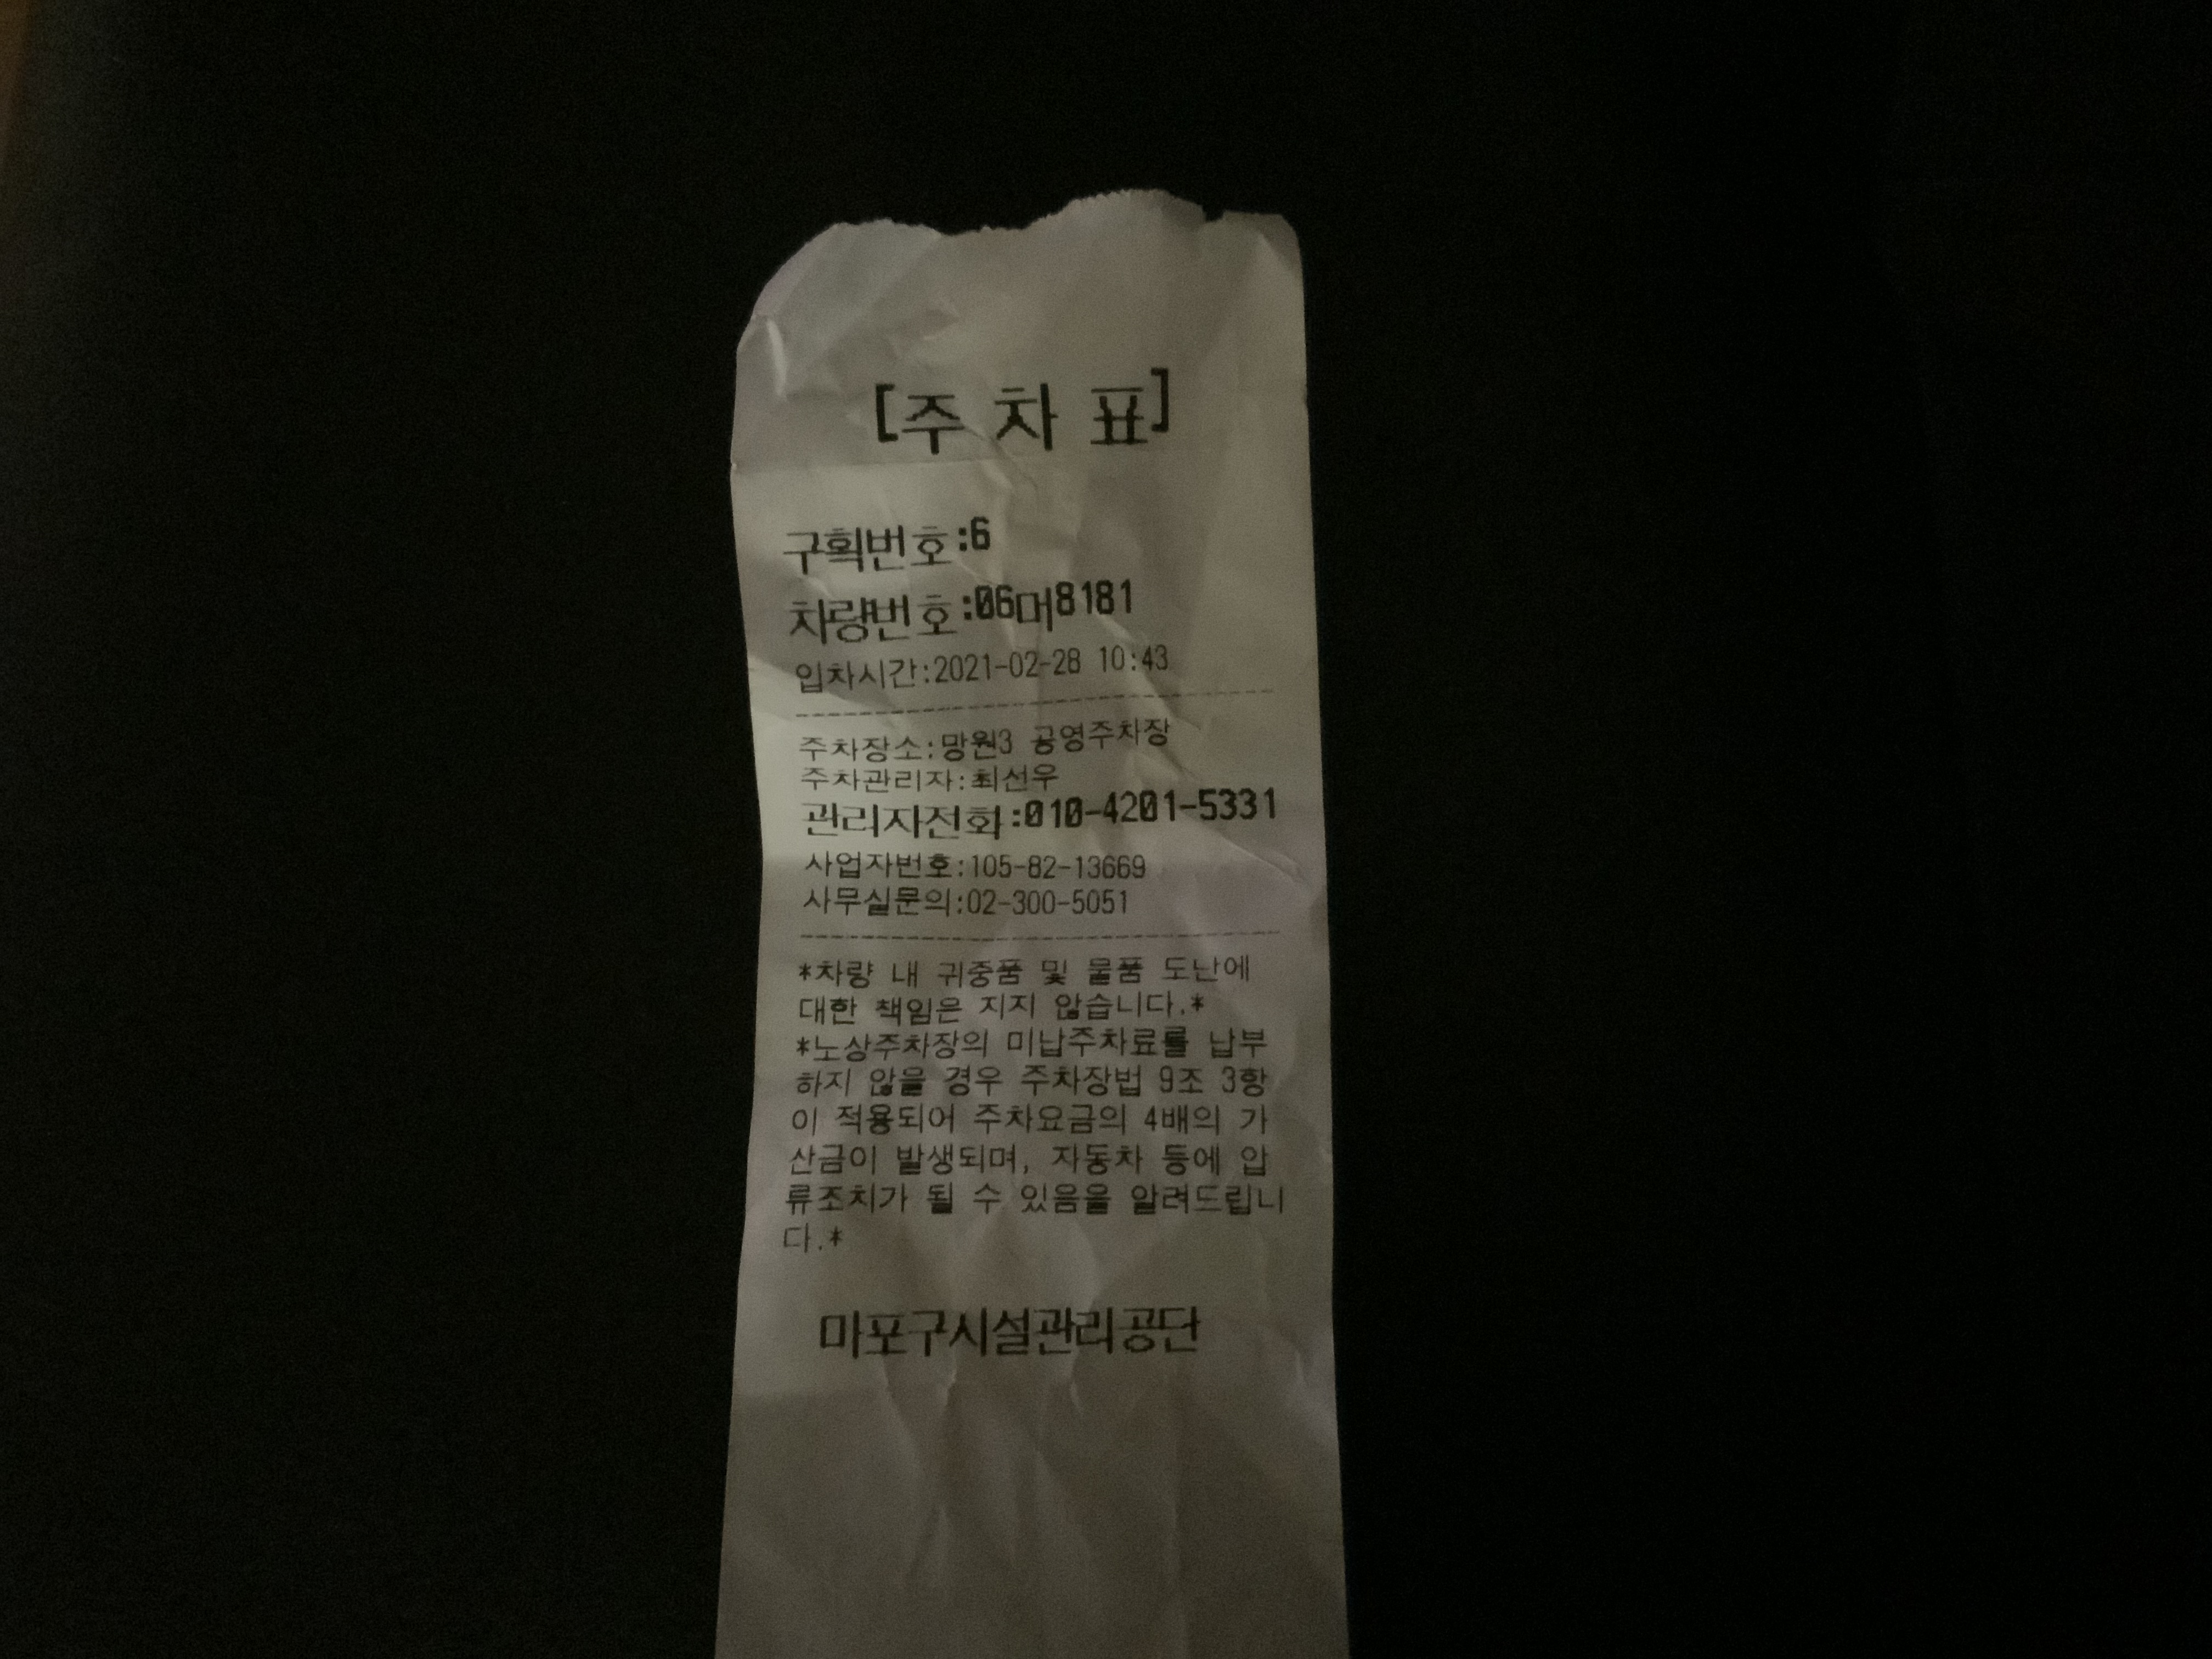 [주 차 표]
구획번호:6
차량번호:06머8181
입차시간:2021-02-28 10:43
주차장소:망원3 공영주차장
주차관리자:최선우
관리자전화:010-4201-5331
사업자번호:105-82-13669
사무실문의:02-300-5051
*차량 내 귀중품 및 물품 도난에
대한 책임은 지지 않습니다.*
*노상주차장의 미납주차료를 납부
하지 않을 경우 주차장법 9조 3항
이 적용되어 주차요금의 4배의 가
산금이 발생되며, 자동차 등에 압
류조치가 될 수 있음을 알려드립니
다.*
마포구시설관리공단